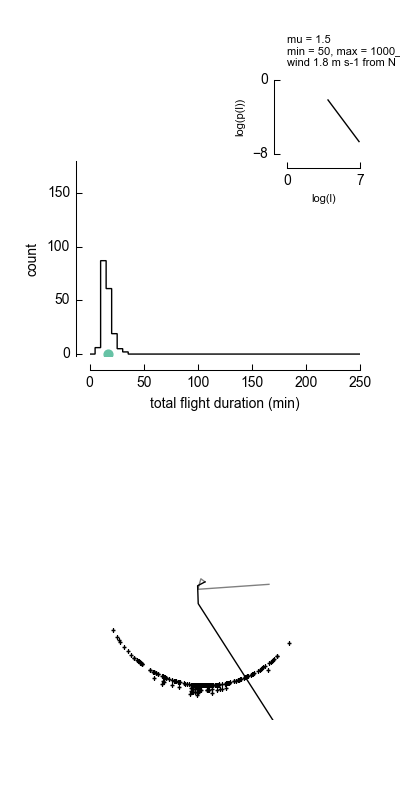 mu = 1.5
min = 50, max = 1000_
wind 1.8 m s-1 from N
0
log(p(l))
−8
0
7
log(l)
150
100
count
50
0
0
50
100
150
200
250
total flight duration (min)